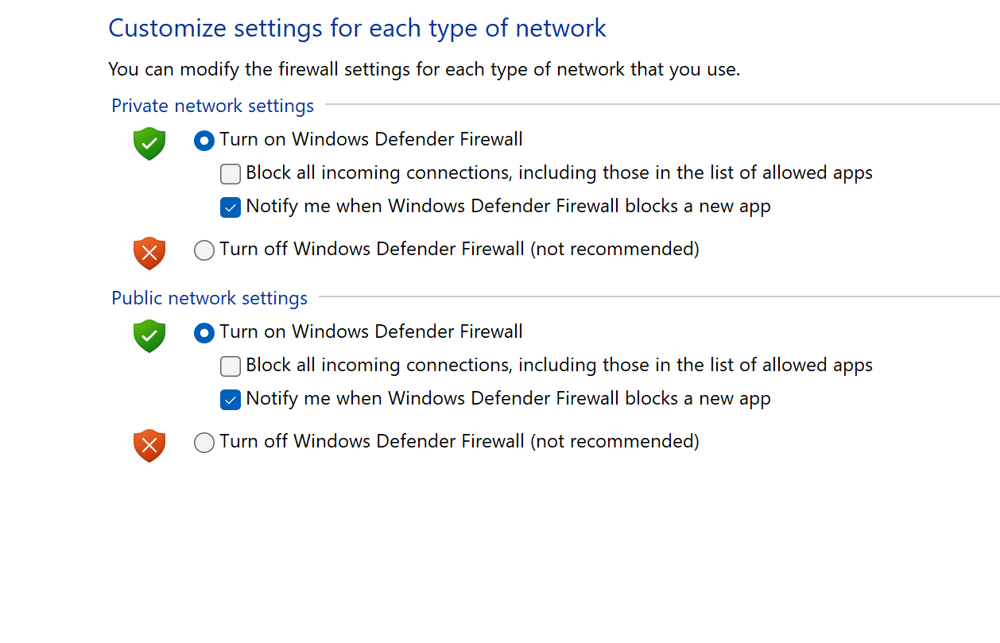 Customize settings for each type of network
You can modify the firewall settings for each type of network that you use.
Private network settings
Turn on Windows Defender Firewall
Block all incoming connections, including those in the list of allowed apps
Notify me when Windows Defender Firewall blocks a new app
Turn off Windows Defender Firewall (not recommended)
Public network settings
Turn on Windows Defender Firewall
Block all incoming connections, including those in the list of allowed apps
Notify me when Windows Defender Firewall blocks a new app
Turn off Windows Defender Firewall (not recommended)